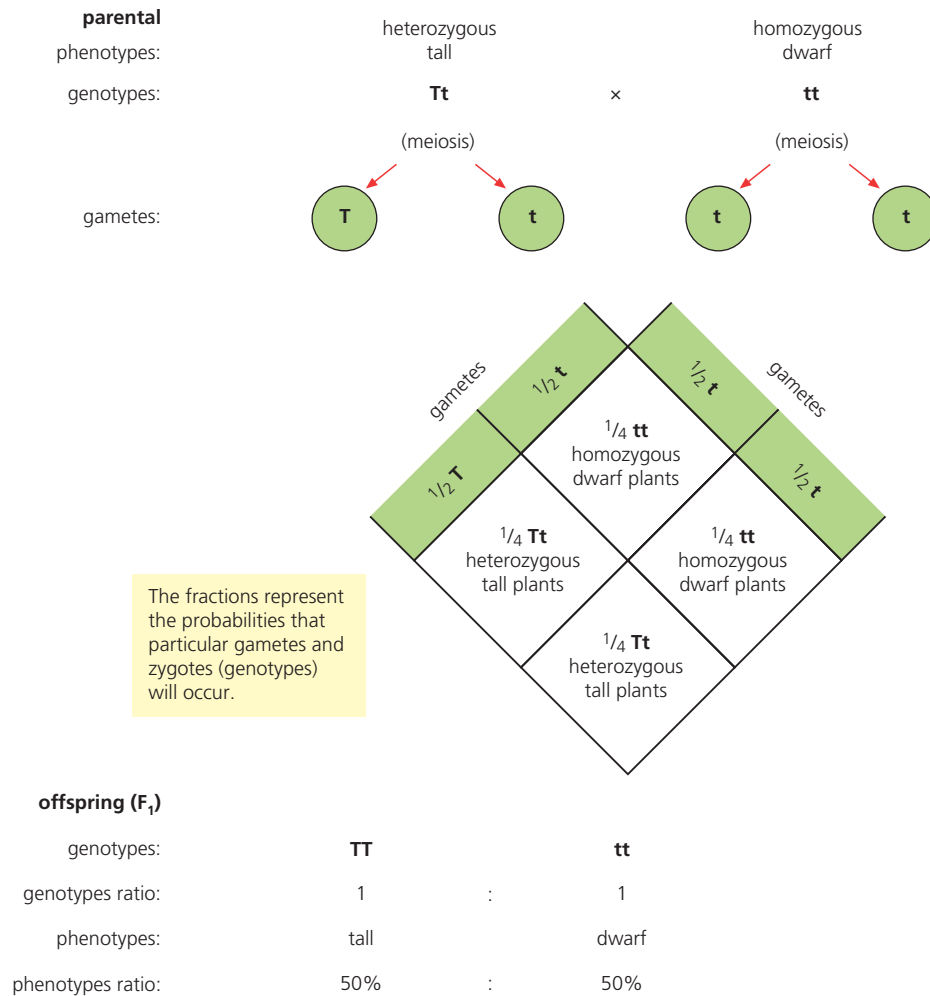 parental
phenotypes:
heterozygous
tall
homozygous
dwarf
genotypes: Tt × tt
(meiosis) (meiosis)
gametes: T t t t
gametes
1/2 t
1/2 T
gametes
1/2 t
1/2 t
1/4 tt
homozygous
dwarf plants
1/4 Tt
heterozygous
tall plants
1/4 tt
homozygous
dwarf plants
1/4 Tt
heterozygous
tall plants
The fractions represent
the probabilities that
particular gametes and
zygotes (genotypes)
will occur.
offspring (F1)
genotypes: TT tt
genotypes ratio: 1 : 1
phenotypes: tall dwarf
phenotypes ratio: 50% : 50%